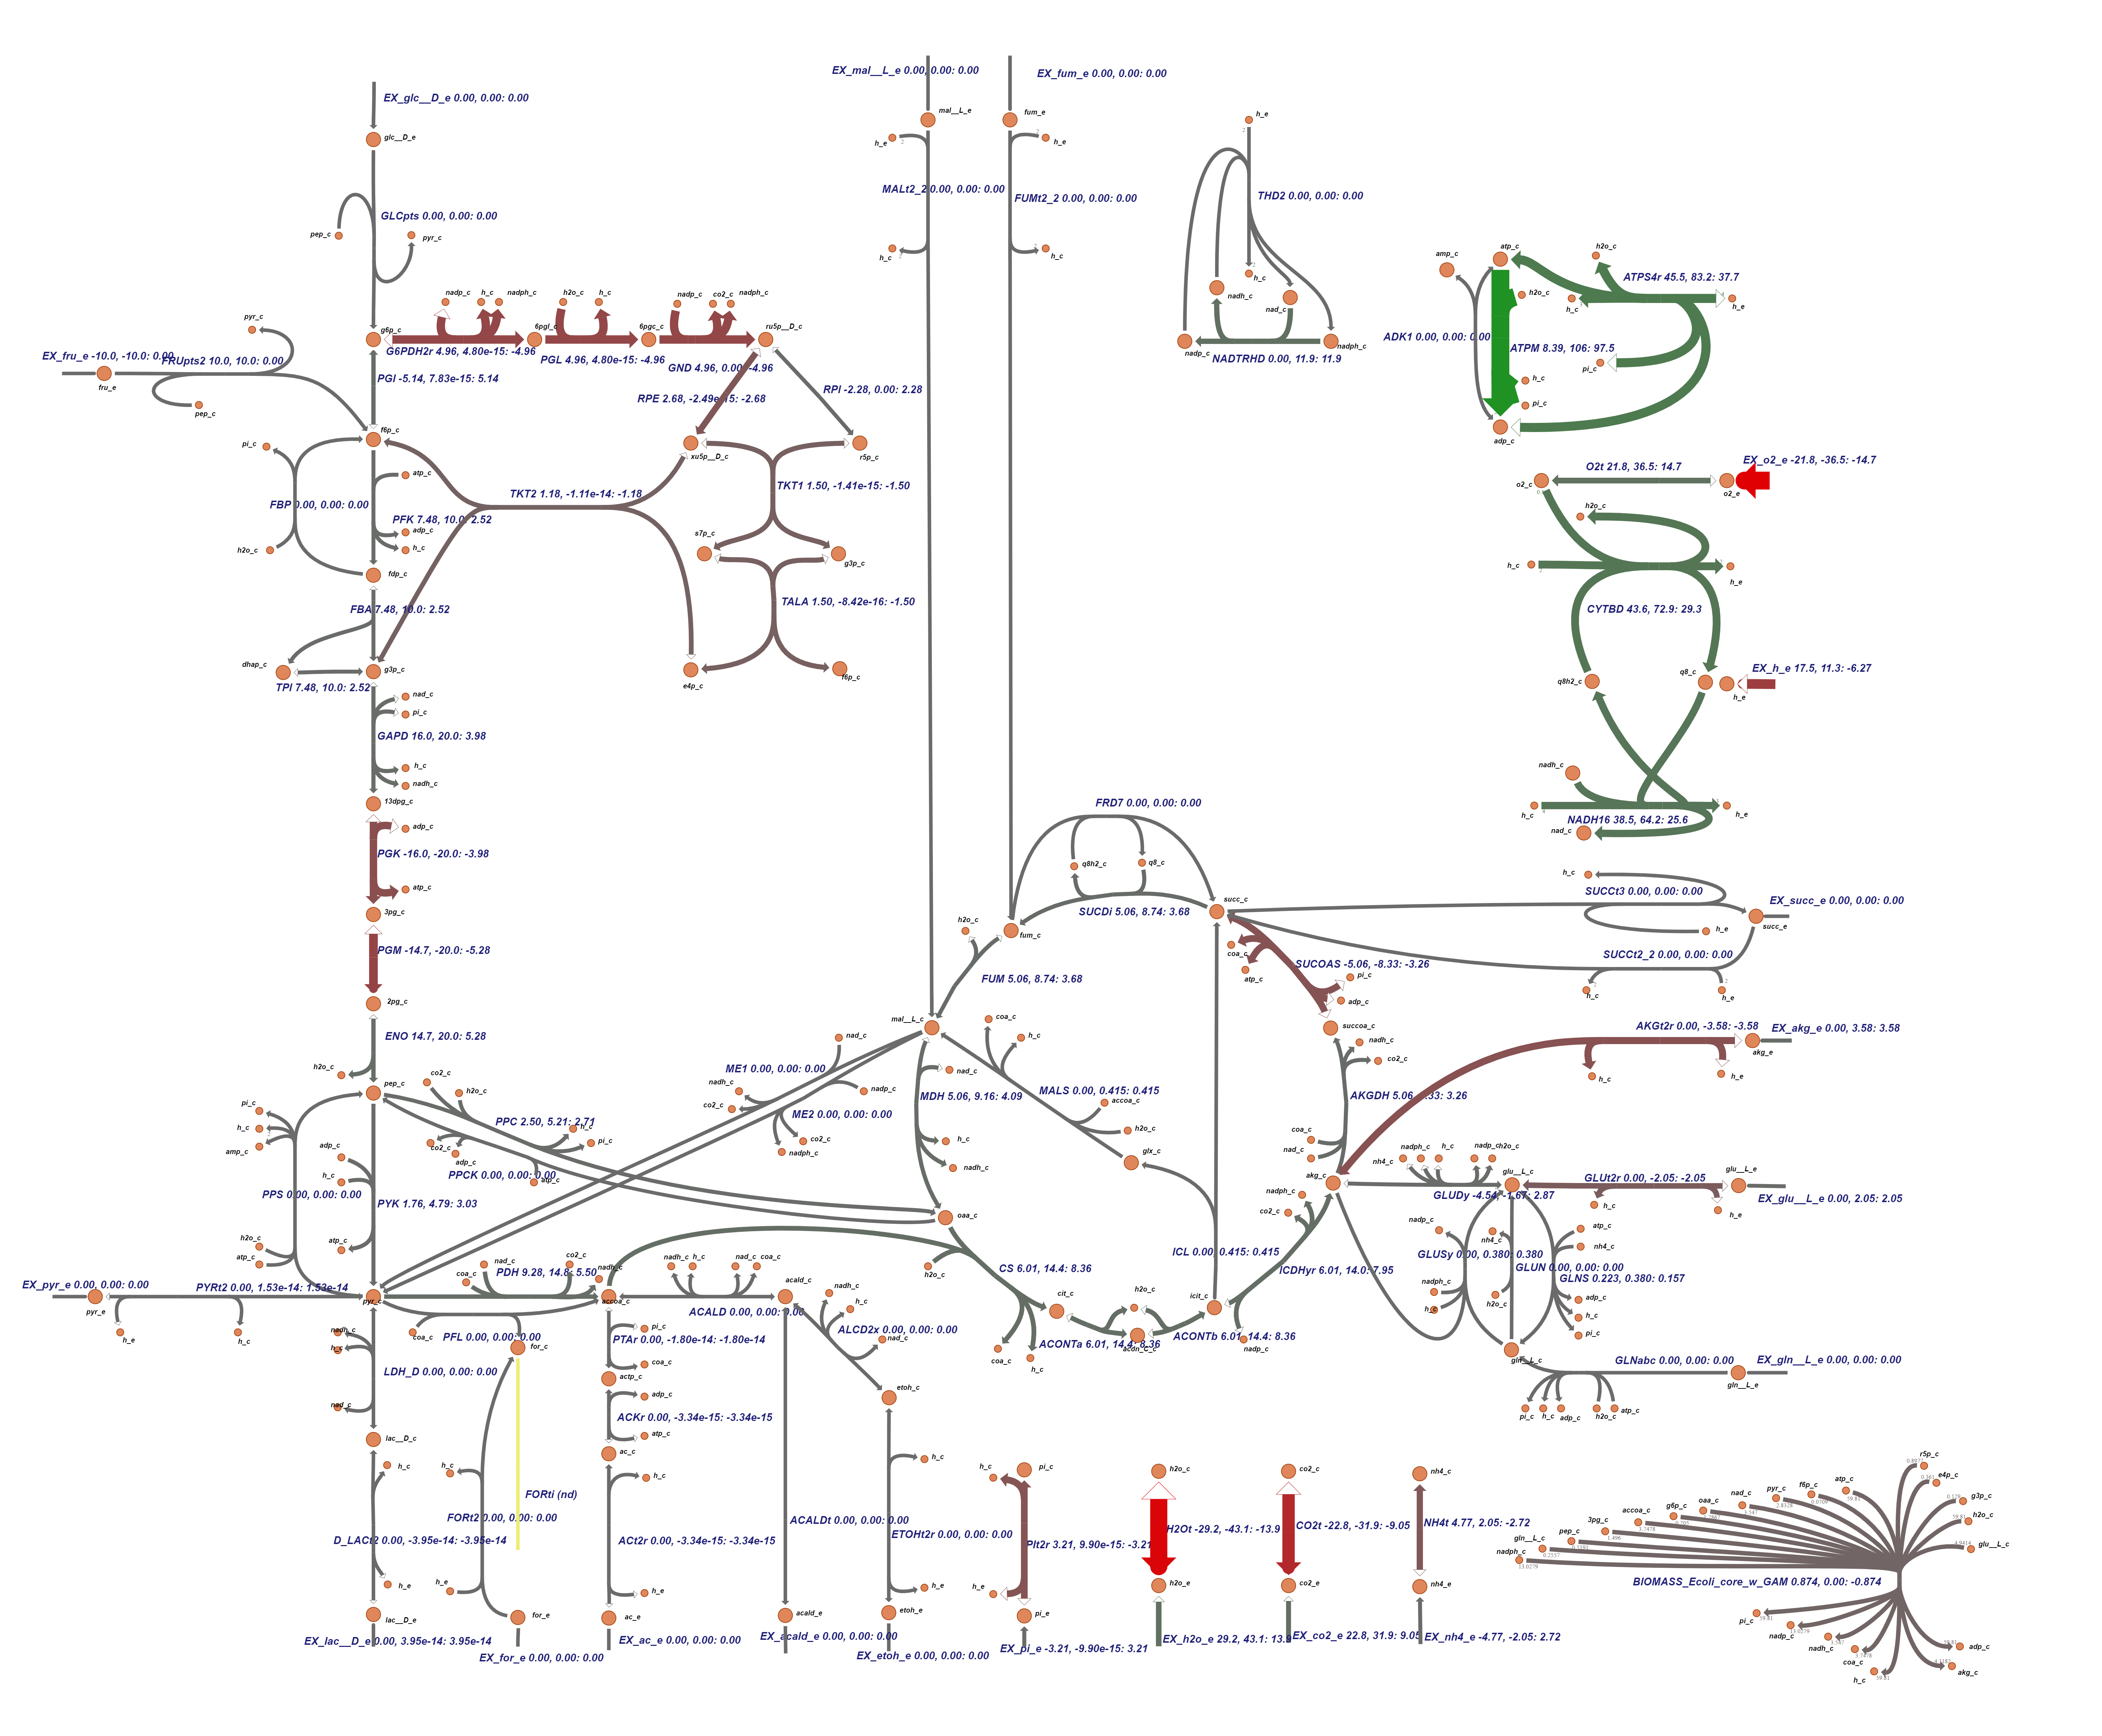 EX_mal__L_e 0.00, 0.00: 0.00
EX_fum_e 0.00, 0.00: 0.00
EX_glc__D_e 0.00, 0.00: 0.00
mal__L_e
fum_e
h_e
glc__D_e
h_e
h_e
MALt2_2 0.00, 0.00: 0.00
FUMt2_2 0.00, 0.00: 0.00
THD2 0.00, 0.00: 0.00
GLCpts 0.00, 0.00: 0.00
pep_c
pyr_c
h_c
h_c
h_c
nadh_c
nad_c
nadp_c
nadph_c
NADTRHD 0.00, 11.9: 11.9
amp_c
atp_c
h2o_c
ATPS4r 45.5, 83.2: 37.7
h2o_c
h_c
h_e
ADK1 0.00, 0.00: 0.00
ATPM 8.39, 106: 97.5
pi_c
h_c
pi_c
adp_c
nadp_c
h_c
nadph_c
h2o_c
h_c
nadp_c
co2_c
nadph_c
pyr_c
g6p_c
6pgl_c
6pgc_c
ru5p__D_c
G6PDH2r 4.96, 4.80e-15: -4.96
PGL 4.96, 4.80e-15: -4.96
GND 4.96, 0.00: -4.96
EX_fru_e -10.0, -10.0: 0.00
FRUpts2 10.0, 10.0: 0.00
fru_e
pep_c
PGI -5.14, 7.83e-15: 5.14
RPE 2.68, -2.49e-15: -2.68
RPI -2.28, 0.00: 2.28
f6p_c
pi_c
xu5p__D_c
r5p_c
atp_c
FBP 0.00, 0.00: 0.00
PFK 7.48, 10.0: 2.52
TKT2 1.18, -1.11e-14: -1.18
TKT1 1.50, -1.41e-15: -1.50
adp_c
h_c
h2o_c
fdp_c
s7p_c
g3p_c
FBA 7.48, 10.0: 2.52
TALA 1.50, -8.42e-16: -1.50
dhap_c
g3p_c
TPI 7.48, 10.0: 2.52
e4p_c
f6p_c
O2t 21.8, 36.5: 14.7
EX_o2_e -21.8, -36.5: -14.7
o2_c
o2_e
h2o_c
h_c
h_e
CYTBD 43.6, 72.9: 29.3
q8h2_c
q8_c
EX_h_e 17.5, 11.3: -6.27
h_e
nadh_c
h_c
h_e
NADH16 38.5, 64.2: 25.6
nad_c
nad_c
pi_c
GAPD 16.0, 20.0: 3.98
h_c
nadh_c
13dpg_c
adp_c
PGK -16.0, -20.0: -3.98
atp_c
3pg_c
PGM -14.7, -20.0: -5.28
2pg_c
ENO 14.7, 20.0: 5.28
h2o_c
pep_c
FRD7 0.00, 0.00: 0.00
q8h2_c
q8_c
SUCDi 5.06, 8.74: 3.68
h2o_c
fum_c
succ_c
FUM 5.06, 8.74: 3.68
h_c
SUCCt3 0.00, 0.00: 0.00
EX_succ_e 0.00, 0.00: 0.00
succ_e
h_e
SUCCt2_2 0.00, 0.00: 0.00
h_c
h_e
coa_c
atp_c
SUCOAS -5.06, -8.33: -3.26
pi_c
adp_c
succoa_c
AKGt2r 0.00, -3.58: -3.58
EX_akg_e 0.00, 3.58: 3.58
akg_e
h_c
h_e
nadh_c
co2_c
AKGDH 5.06, 8.33: 3.26
coa_c
nad_c
akg_c
mal__L_c
coa_c
h_c
nad_c
ME1 0.00, 0.00: 0.00
nadh_c
co2_c
nadp_c
ME2 0.00, 0.00: 0.00
co2_c
nadph_c
nad_c
MDH 5.06, 9.16: 4.09
MALS 0.00, 0.415: 0.415
accoa_c
h2o_c
glx_c
h_c
nadh_c
oaa_c
co2_c
h2o_c
PPC 2.50, 5.21: 2.71
h_c
pi_c
co2_c
adp_c
PPCK 0.00, 0.00: 0.00
atp_c
pi_c
h_c
amp_c
adp_c
h_c
PPS 0.00, 0.00: 0.00
PYK 1.76, 4.79: 3.03
h2o_c
atp_c
atp_c
nadph_c
h_c
nh4_c
nadp_c
h2o_c
glu__L_c
glu__L_e
GLUDy -4.54, -1.67: 2.87
GLUt2r 0.00, -2.05: -2.05
EX_glu__L_e 0.00, 2.05: 2.05
h_c
h_e
nadp_c
nh4_c
atp_c
nh4_c
GLUSy 0.00, 0.380: 0.380
GLUN 0.00, 0.00: 0.00
GLNS 0.223, 0.380: 0.157
nadph_c
h_c
h2o_c
adp_c
h_c
pi_c
gln__L_c
GLNabc 0.00, 0.00: 0.00
EX_gln__L_e 0.00, 0.00: 0.00
gln__L_e
pi_c
h_c
adp_c
h2o_c
atp_c
nadph_c
co2_c
ICL 0.00, 0.415: 0.415
ICDHyr 6.01, 14.0: 7.95
icit_c
nadp_c
CS 6.01, 14.4: 8.36
h2o_c
cit_c
h2o_c
coa_c
h_c
ACONTa 6.01, 14.4: 8.36
acon_C_c
ACONTb 6.01, 14.4: 8.36
EX_pyr_e 0.00, 0.00: 0.00
pyr_e
PYRt2 0.00, 1.53e-14: 1.53e-14
h_e
h_c
pyr_c
coa_c
nad_c
PDH 9.28, 14.8: 5.50
co2_c
nadh_c
accoa_c
nadh_c
h_c
nad_c
coa_c
acald_c
ACALD 0.00, 0.00: 0.00
nadh_c
h_c
ALCD2x 0.00, 0.00: 0.00
nad_c
etoh_c
nadh_c
h_c
LDH_D 0.00, 0.00: 0.00
nad_c
lac__D_c
coa_c
PFL 0.00, 0.00: 0.00
for_c
pi_c
PTAr 0.00, -1.80e-14: -1.80e-14
coa_c
actp_c
adp_c
ACKr 0.00, -3.34e-15: -3.34e-15
atp_c
ac_c
h_c
h_c
h_c
h_c
FORti (nd)
FORt2 0.00, 0.00: 0.00
D_LACt2 0.00, -3.95e-14: -3.95e-14
ACt2r 0.00, -3.34e-15: -3.34e-15
ACALDt 0.00, 0.00: 0.00
ETOHt2r 0.00, 0.00: 0.00
h_e
h_e
h_e
h_e
lac__D_e
for_e
ac_e
acald_e
etoh_e
EX_lac__D_e 0.00, 3.95e-14: 3.95e-14
EX_for_e 0.00, 0.00: 0.00
EX_ac_e 0.00, 0.00: 0.00
EX_acald_e 0.00, 0.00: 0.00
EX_etoh_e 0.00, 0.00: 0.00
h_c
pi_c
PIt2r 3.21, 9.90e-15: -3.21
h_e
pi_e
EX_pi_e -3.21, -9.90e-15: 3.21
h2o_c
H2Ot -29.2, -43.1: -13.9
h2o_e
EX_h2o_e 29.2, 43.1: 13.9
co2_c
CO2t -22.8, -31.9: -9.05
co2_e
EX_co2_e 22.8, 31.9: 9.05
nh4_c
NH4t 4.77, 2.05: -2.72
nh4_e
EX_nh4_e -4.77, -2.05: 2.72
r5p_c
e4p_c
g3p_c
h2o_c
glu__L_c
atp_c
f6p_c
pyr_c
nad_c
oaa_c
g6p_c
accoa_c
3pg_c
pep_c
gln__L_c
nadph_c
BIOMASS_Ecoli_core_w_GAM 0.874, 0.00: -0.874
pi_c
nadp_c
nadh_c
coa_c
h_c
adp_c
akg_c